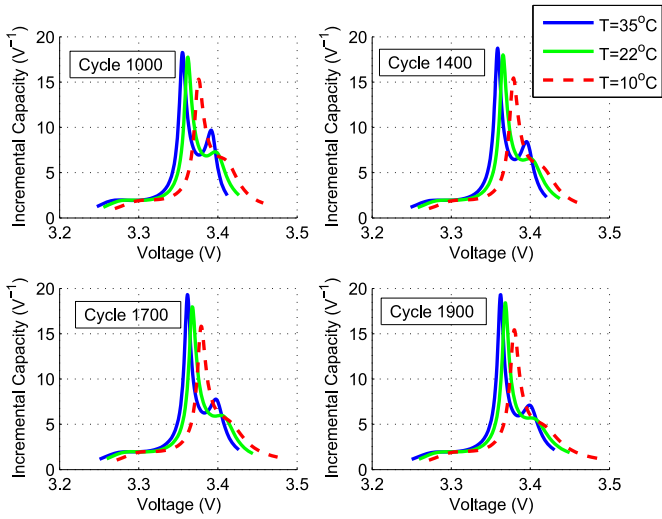 T=35°C
T=22°C
T=10°C
Incremental Capacity (V⁻¹)
20
15
10
5
0
Cycle 1000
3.2 3.3 3.4 3.5
Voltage (V)
Incremental Capacity (V⁻¹)
20
15
10
5
0
Cycle 1400
3.2 3.3 3.4 3.5
Voltage (V)
Incremental Capacity (V⁻¹)
20
15
10
5
0
Cycle 1700
3.2 3.3 3.4 3.5
Voltage (V)
Incremental Capacity (V⁻¹)
20
15
10
5
0
Cycle 1900
3.2 3.3 3.4 3.5
Voltage (V)